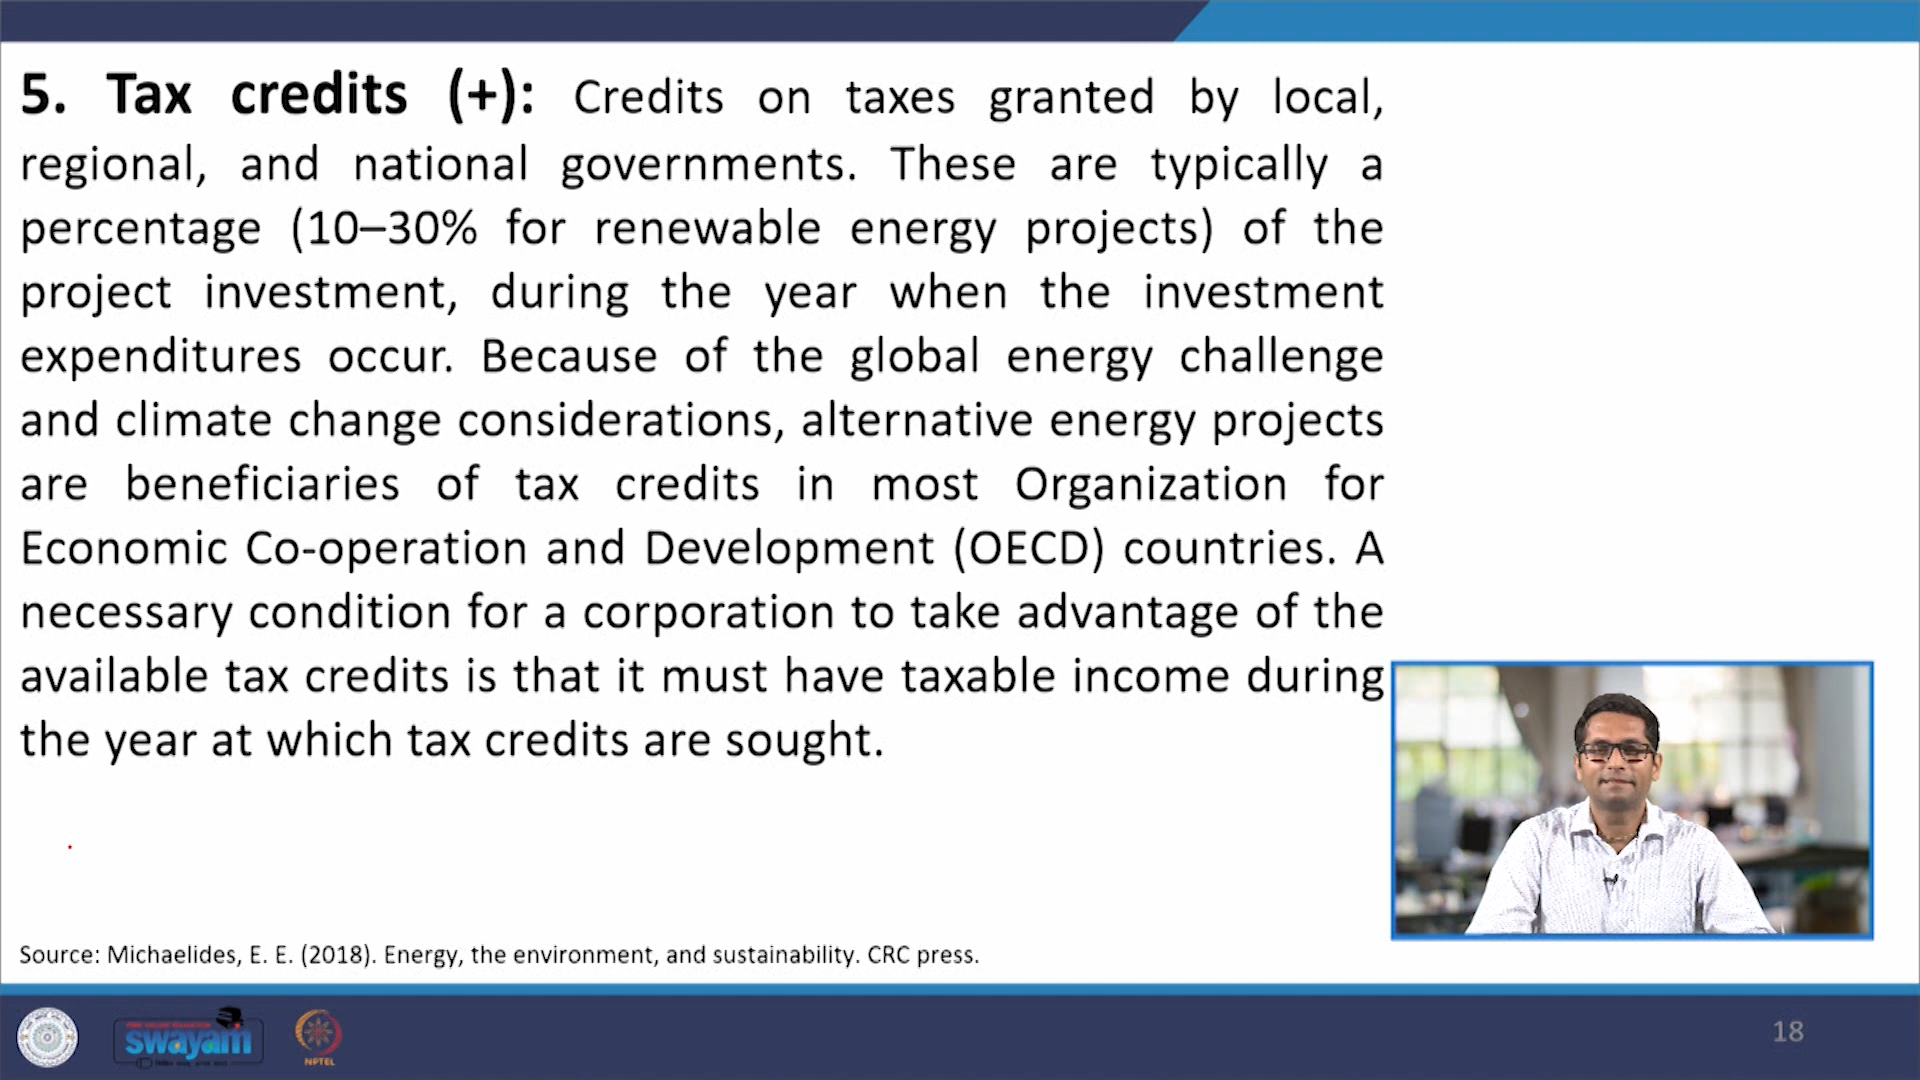 5. Tax credits (+): Credits on taxes granted by local,
regional, and national governments. These are typically a
percentage (10–30% for renewable energy projects) of the
project investment, during the year when the investment
expenditures occur. Because of the global energy challenge
and climate change considerations, alternative energy projects
are beneficiaries of tax credits in most Organization for
Economic Co-operation and Development (OECD) countries. A
necessary condition for a corporation to take advantage of the
available tax credits is that it must have taxable income during
the year at which tax credits are sought.
Source: Michaelides, E. E. (2018). Energy, the environment, and sustainability. CRC press.
swayam
NPTEL
18